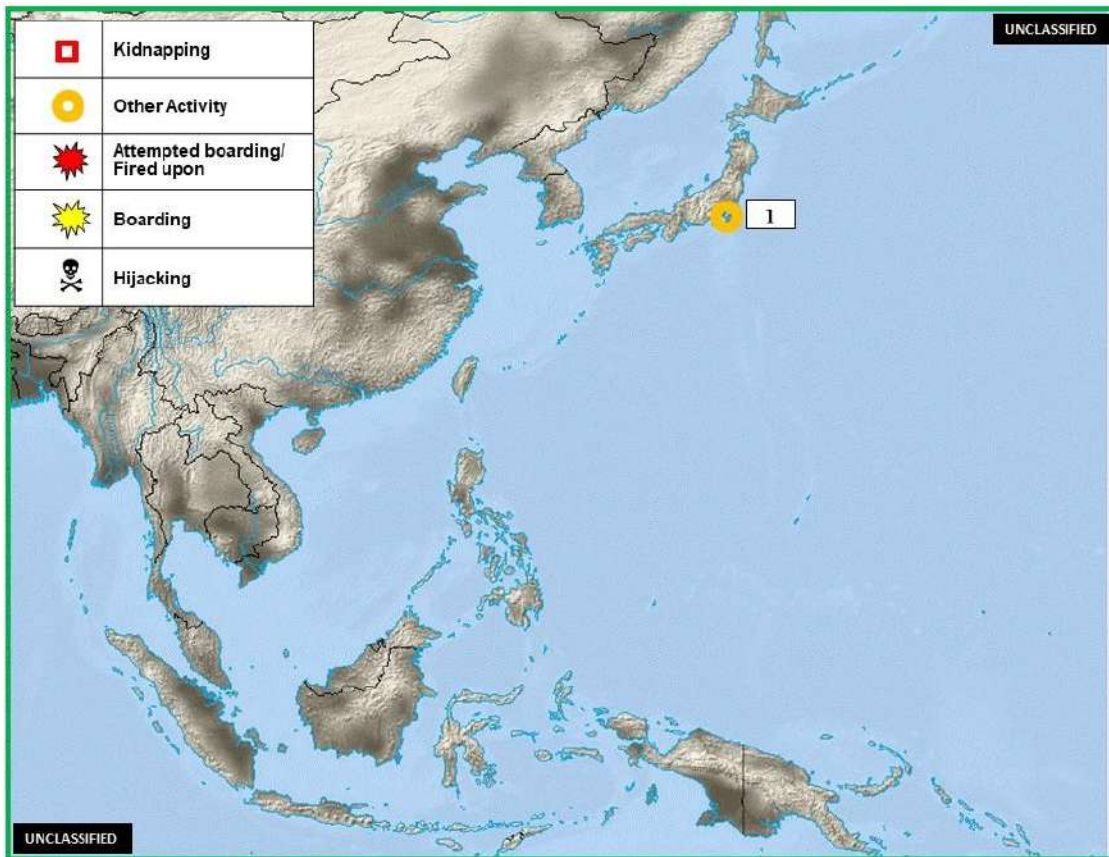 UNCLASSIFIED
Kidnapping
Other Activity
Attempted boarding/
Fired upon
Boarding
Hijacking
1
UNCLASSIFIED